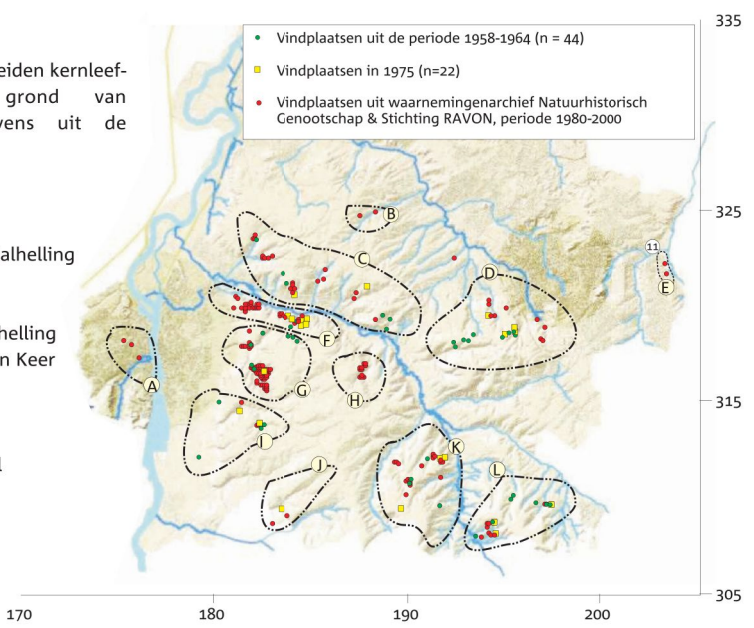 335
Vindplaatsen uit de periode 1958-1964 (n = 44)
Vindplaatsen in 1975 (n=22)
Vindplaatsen uit waarnemingenarchief Natuurhistorisch
Genootschap & Stichting RAVON, periode 1980-2000
eiden kernleef-
grond van
vens uit de
alhelling
helling
n Keer
l
325
B
C
11
D
E
F
A
G
H
315
I
J
K
L
305
170
180
190
200